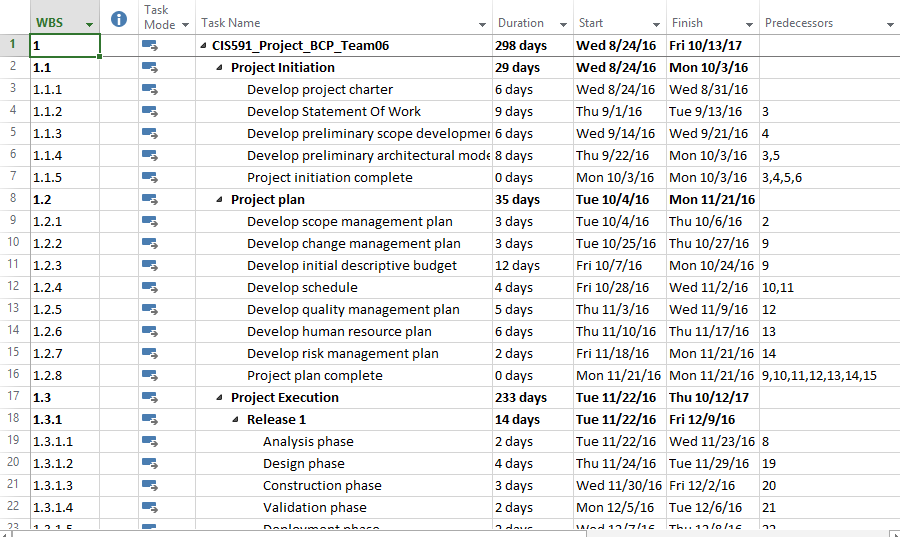 WBS Task Mode Task Name Duration Start Finish Predecessors
1 1 CIS591_Project_BCP_Team06 298 days Wed 8/24/16 Fri 10/13/17
2 1.1 Project Initiation 29 days Wed 8/24/16 Mon 10/3/16
3 1.1.1 Develop project charter 6 days Wed 8/24/16 Wed 8/31/16
4 1.1.2 Develop Statement Of Work 9 days Thu 9/1/16 Tue 9/13/16 3
5 1.1.3 Develop preliminary scope developmen 6 days Wed 9/14/16 Wed 9/21/16 4
6 1.1.4 Develop preliminary architectural mode 8 days Thu 9/22/16 Mon 10/3/16 3,5
7 1.1.5 Project initiation complete 0 days Mon 10/3/16 Mon 10/3/16 3,4,5,6
8 1.2 Project plan 35 days Tue 10/4/16 Mon 11/21/16
9 1.2.1 Develop scope management plan 3 days Tue 10/4/16 Thu 10/6/16 2
10 1.2.2 Develop change management plan 3 days Tue 10/25/16 Thu 10/27/16 9
11 1.2.3 Develop initial descriptive budget 12 days Fri 10/7/16 Mon 10/24/16 9
12 1.2.4 Develop schedule 4 days Fri 10/28/16 Wed 11/2/16 10,11
13 1.2.5 Develop quality management plan 5 days Thu 11/3/16 Wed 11/9/16 12
14 1.2.6 Develop human resource plan 6 days Thu 11/10/16 Thu 11/17/16 13
15 1.2.7 Develop risk management plan 2 days Fri 11/18/16 Mon 11/21/16 14
16 1.2.8 Project plan complete 0 days Mon 11/21/16 Mon 11/21/16 9,10,11,12,13,14,15
17 1.3 Project Execution 233 days Tue 11/22/16 Thu 10/12/17
18 1.3.1 Release 1 14 days Tue 11/22/16 Fri 12/9/16
19 1.3.1.1 Analysis phase 2 days Tue 11/22/16 Wed 11/23/16 8
20 1.3.1.2 Design phase 4 days Thu 11/24/16 Tue 11/29/16 19
21 1.3.1.3 Construction phase 3 days Wed 11/30/16 Fri 12/2/16 20
22 1.3.1.4 Validation phase 2 days Mon 12/5/16 Tue 12/6/16 21
23 1.3.1.5 Deployment phase 2 days Wed 12/7/16 Thu 12/8/16 22